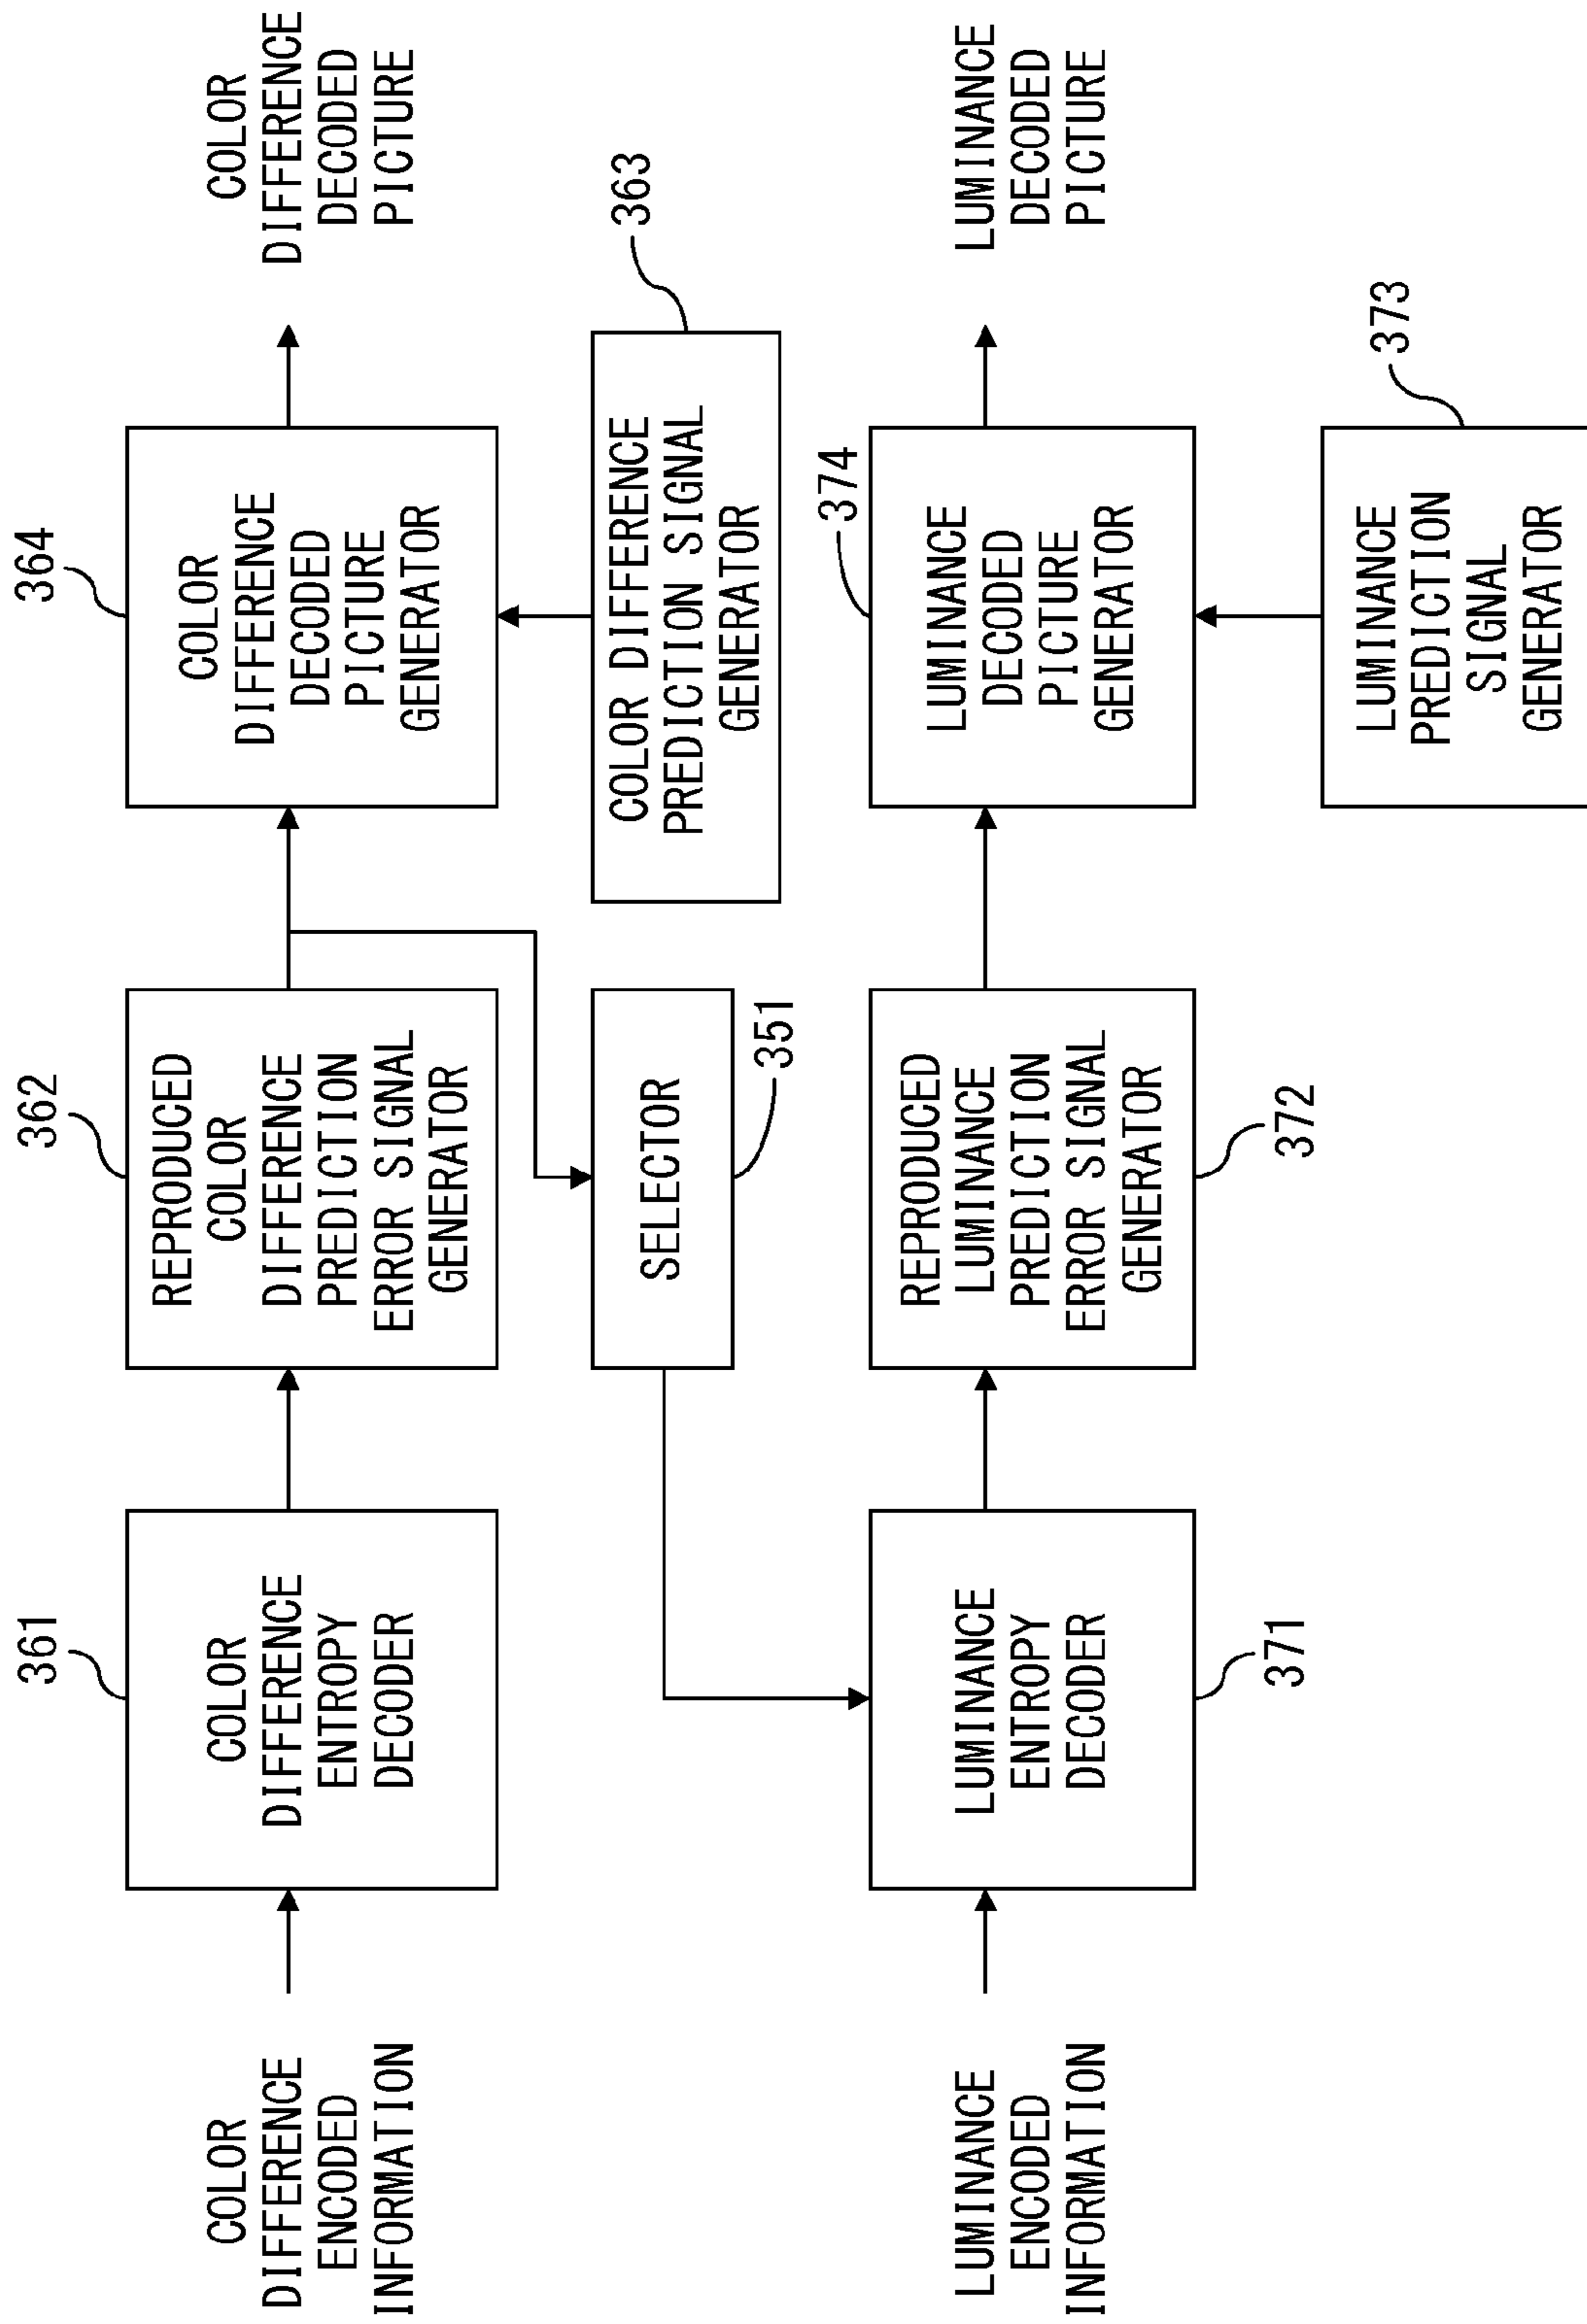 COLOR
DIFFERENCE
ENCODED
INFORMATION
361
COLOR
DIFFERENCE
ENTROPY
DECODER
362
REPRODUCED
COLOR
DIFFERENCE
PREDICTION
ERROR SIGNAL
GENERATOR
364
COLOR
DIFFERENCE
DECODED
PICTURE
GENERATOR
COLOR
DIFFERENCE
DECODED
PICTURE
SELECTOR
351
COLOR DIFFERENCE
PREDICTION SIGNAL
GENERATOR
363
LUMINANCE
ENCODED
INFORMATION
LUMINANCE
ENTROPY
DECODER
371
REPRODUCED
LUMINANCE
PREDICTION
ERROR SIGNAL
GENERATOR
372
374
LUMINANCE
DECODED
PICTURE
GENERATOR
LUMINANCE
DECODED
PICTURE
373
LUMINANCE
PREDICTION
SIGNAL
GENERATOR